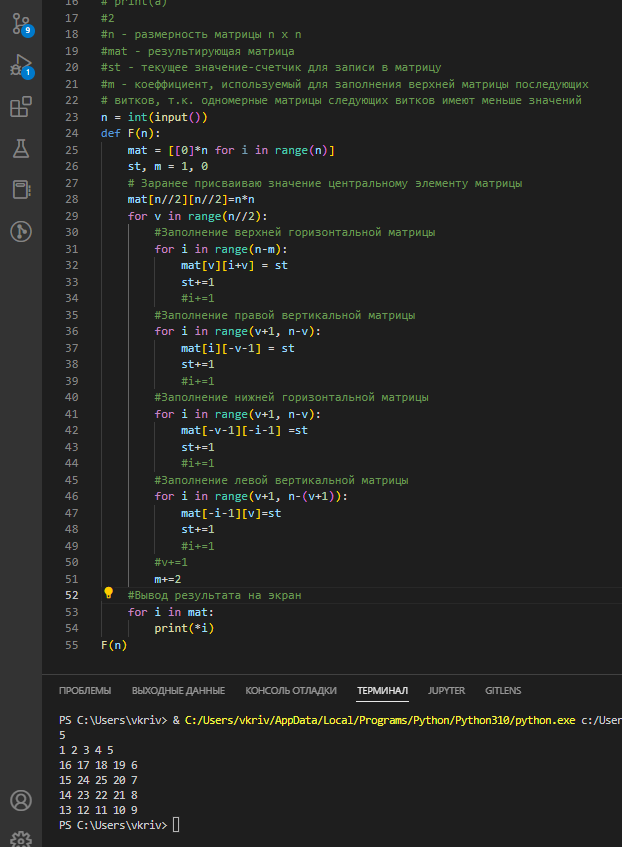 9
1
16 # print(a)
17 #2
18 #n - размерность матрицы n x n
19 #mat - результирующая матрица
20 #st - текущее значение-счетчик для записи в матрицу
21 #m - коэффициент, используемый для заполнения верхней матрицы последующих
22 # витков, т.к. одномерные матрицы следующих витков имеют меньше значений
23 n = int(input())
24 def F(n):
25     mat = [[0]*n for i in range(n)]
26     st, m = 1, 0
27     # Заранее присваиваю значение центральному элементу матрицы
28     mat[n//2][n//2]=n*n
29     for v in range(n//2):
30         #Заполнение верхней горизонтальной матрицы
31         for i in range(n-m):
32             mat[v][i+v] = st
33             st+=1
34             #i+=1
35         #Заполнение правой вертикальной матрицы
36         for i in range(v+1, n-v):
37             mat[i][-v-1] = st
38             st+=1
39             #i+=1
40         #Заполнение нижней горизонтальной матрицы
41         for i in range(v+1, n-v):
42             mat[-v-1][-i-1] =st
43             st+=1
44             #i+=1
45         #Заполнение левой вертикальной матрицы
46         for i in range(v+1, n-(v+1)):
47             mat[-i-1][v]=st
48             st+=1
49             #i+=1
50         #v+=1
51         m+=2
52     #Вывод результата на экран
53     for i in mat:
54         print(*i)
55 F(n)
ПРОБЛЕМЫ ВЫХОДНЫЕ ДАННЫЕ КОНСОЛЬ ОТЛАДКИ ТЕРМИНАЛ JUPYTER GITLENS
PS C:\Users\vkriv> & C:/Users/vkriv/AppData/Local/Programs/Python/Python310/python.exe c:/User
5
1 2 3 4 5
16 17 18 19 6
15 24 25 20 7
14 23 22 21 8
13 12 11 10 9
PS C:\Users\vkriv>